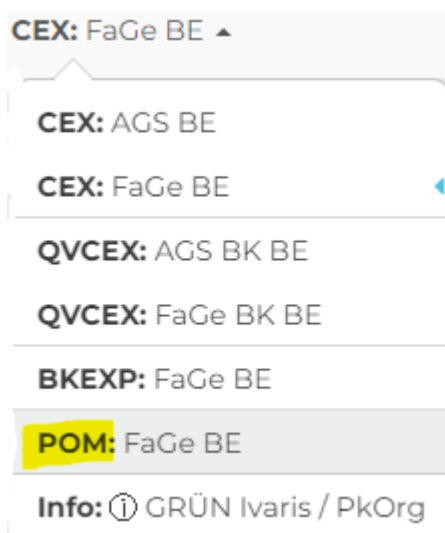 CEX: FaGe BE
CEX: AGS BE
CEX: FaGe BE
QVCEX: AGS BK BE
QVCEX: FaGe BK BE
BKEXP: FaGe BE
POM: FaGe BE
Info: ⓘ GRÜN Ivaris / PkOrg